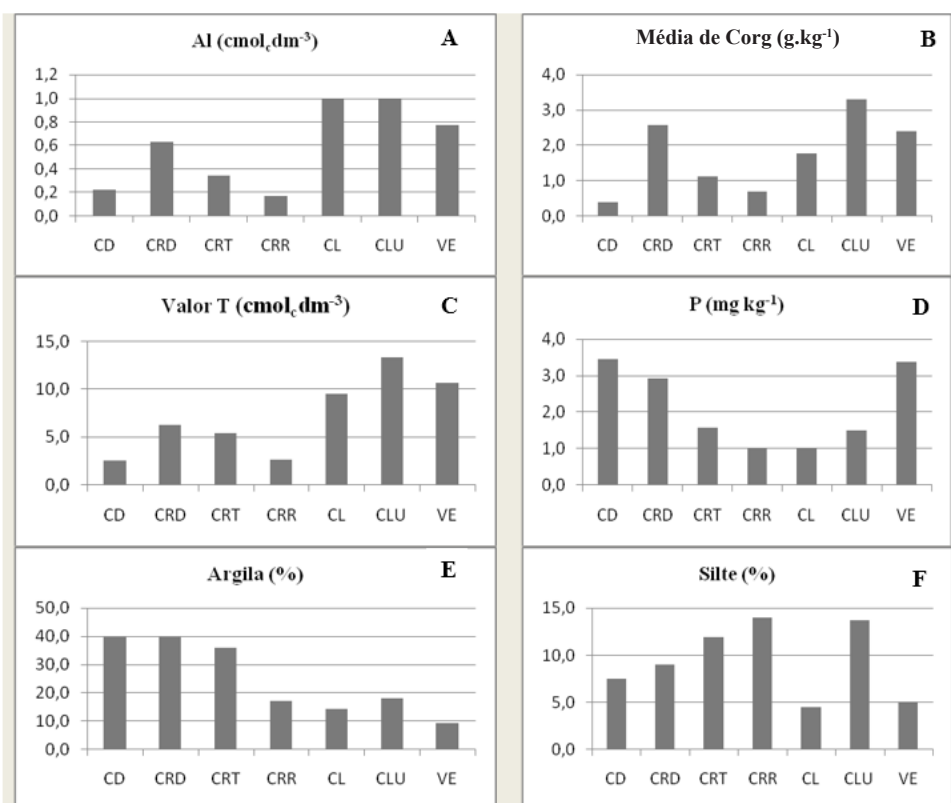 Al (cmolcdm-3) A
1,2
1,0
0,8
0,6
0,4
0,2
0,0
CD CRD CRT CRR CL CLU VE
Média de Corg (g.kg-1) B
4,0
3,0
2,0
1,0
0,0
CD CRD CRT CRR CL CLU VE
Valor T (cmolcdm-3) C
15,0
10,0
5,0
0,0
CD CRD CRT CRR CL CLU VE
P (mg kg-1) D
4,0
3,0
2,0
1,0
0,0
CD CRD CRT CRR CL CLU VE
Argila (%) E
50,0
40,0
30,0
20,0
10,0
0,0
CD CRD CRT CRR CL CLU VE
Silte (%) F
15,0
10,0
5,0
0,0
CD CRD CRT CRR CL CLU VE